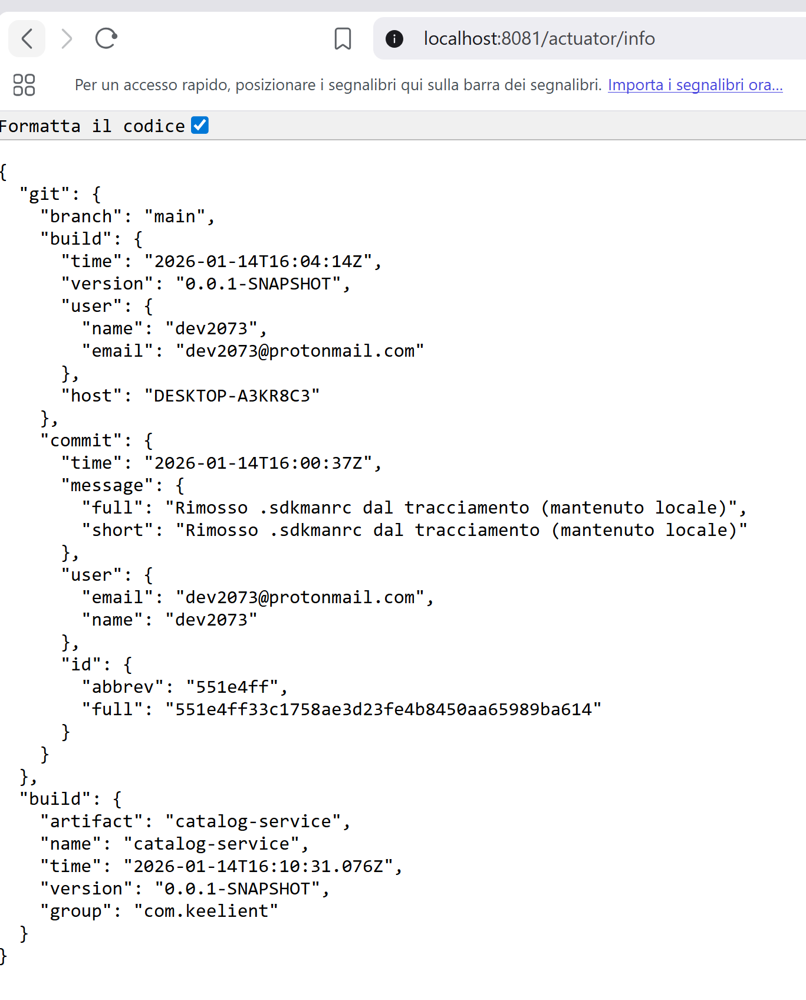 localhost:8081/actuator/info
Per un accesso rapido, posizionare i segnalibri qui sulla barra dei segnalibri. Importa i segnalibri ora...
Formatta il codice
{
  "git": {
    "branch": "main",
    "build": {
      "time": "2026-01-14T16:04:14Z",
      "version": "0.0.1-SNAPSHOT",
      "user": {
        "name": "dev2073",
        "email": "dev2073@protonmail.com"
      },
      "host": "DESKTOP-A3KR8C3"
    },
    "commit": {
      "time": "2026-01-14T16:00:37Z",
      "message": {
        "full": "Rimosso .sdkmanrc dal tracciamento (mantenuto locale)",
        "short": "Rimosso .sdkmanrc dal tracciamento (mantenuto locale)"
      },
      "user": {
        "email": "dev2073@protonmail.com",
        "name": "dev2073"
      },
      "id": {
        "abbrev": "551e4ff",
        "full": "551e4ff33c1758ae3d23fe4b8450aa65989ba614"
      }
    }
  },
  "build": {
    "artifact": "catalog-service",
    "name": "catalog-service",
    "time": "2026-01-14T16:10:31.076Z",
    "version": "0.0.1-SNAPSHOT",
    "group": "com.keelient"
  }
}